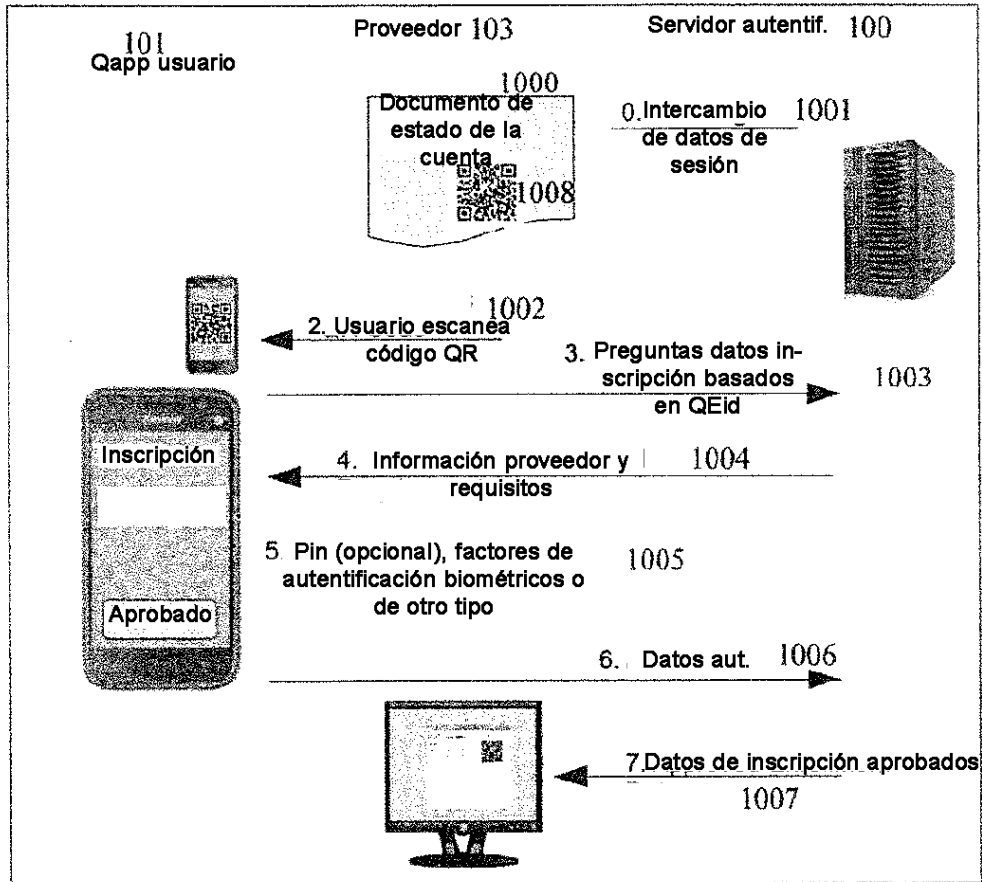 101
Qapp usuario
Proveedor 103
Servidor autentif. 100
1000
Documento de
estado de la
cuenta
1008
0. Intercambio 1001
de datos de
sesión
1002
2. Usuario escanea
código QR
3. Preguntas datos in-
scripción basados
en QEid
1003
Inscripción
4. Información proveedor y 1004
requisitos
5. Pin (opcional), factores de
autentificación biométricos o
de otro tipo
1005
Aprobado
6. Datos aut. 1006
7. Datos de inscripción aprobados
1007